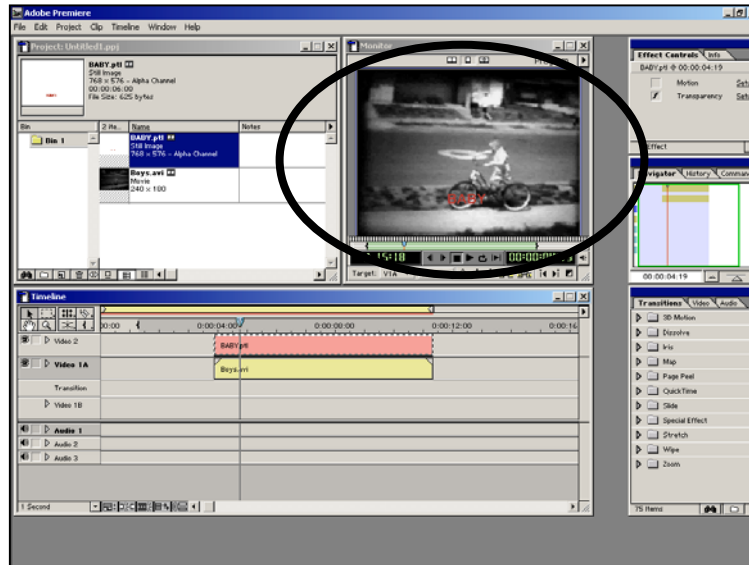 Adobe Premiere
File Edit Project Clip Timeline Window Help
Project: Untitled1.ppj
BABY.ptl
Still Image
768 x 576 - Alpha Channel
00:00:06:00
File Size: 625 bytes
Bin
2 Ite.. Name Notes
Bin 1
BABY.ptl
Still Image
768 x 576 - Alpha Channel
Boys.avi
Movie
240 x 180
Monitor
BABY
Target: V1A
Effect Controls Info
BABY.ptl @ 00:00:04:19
Motion
Transparency
Effect
Navigator History Comman
00:00:04:19
Transitions Video Audio
3D Motion
Dissolve
Iris
Map
Page Peel
QuickTime
Slide
Special Effect
Stretch
Wipe
Zoom
75 Items
Timeline
00:00 0:00:04:00 0:00:08:00 0:00:12:00 0:00:16
Video 2
BABY.ptl
Video 1A
Boys.avi
Transition
Video 1B
Audio 1
Audio 2
Audio 3
1 Second